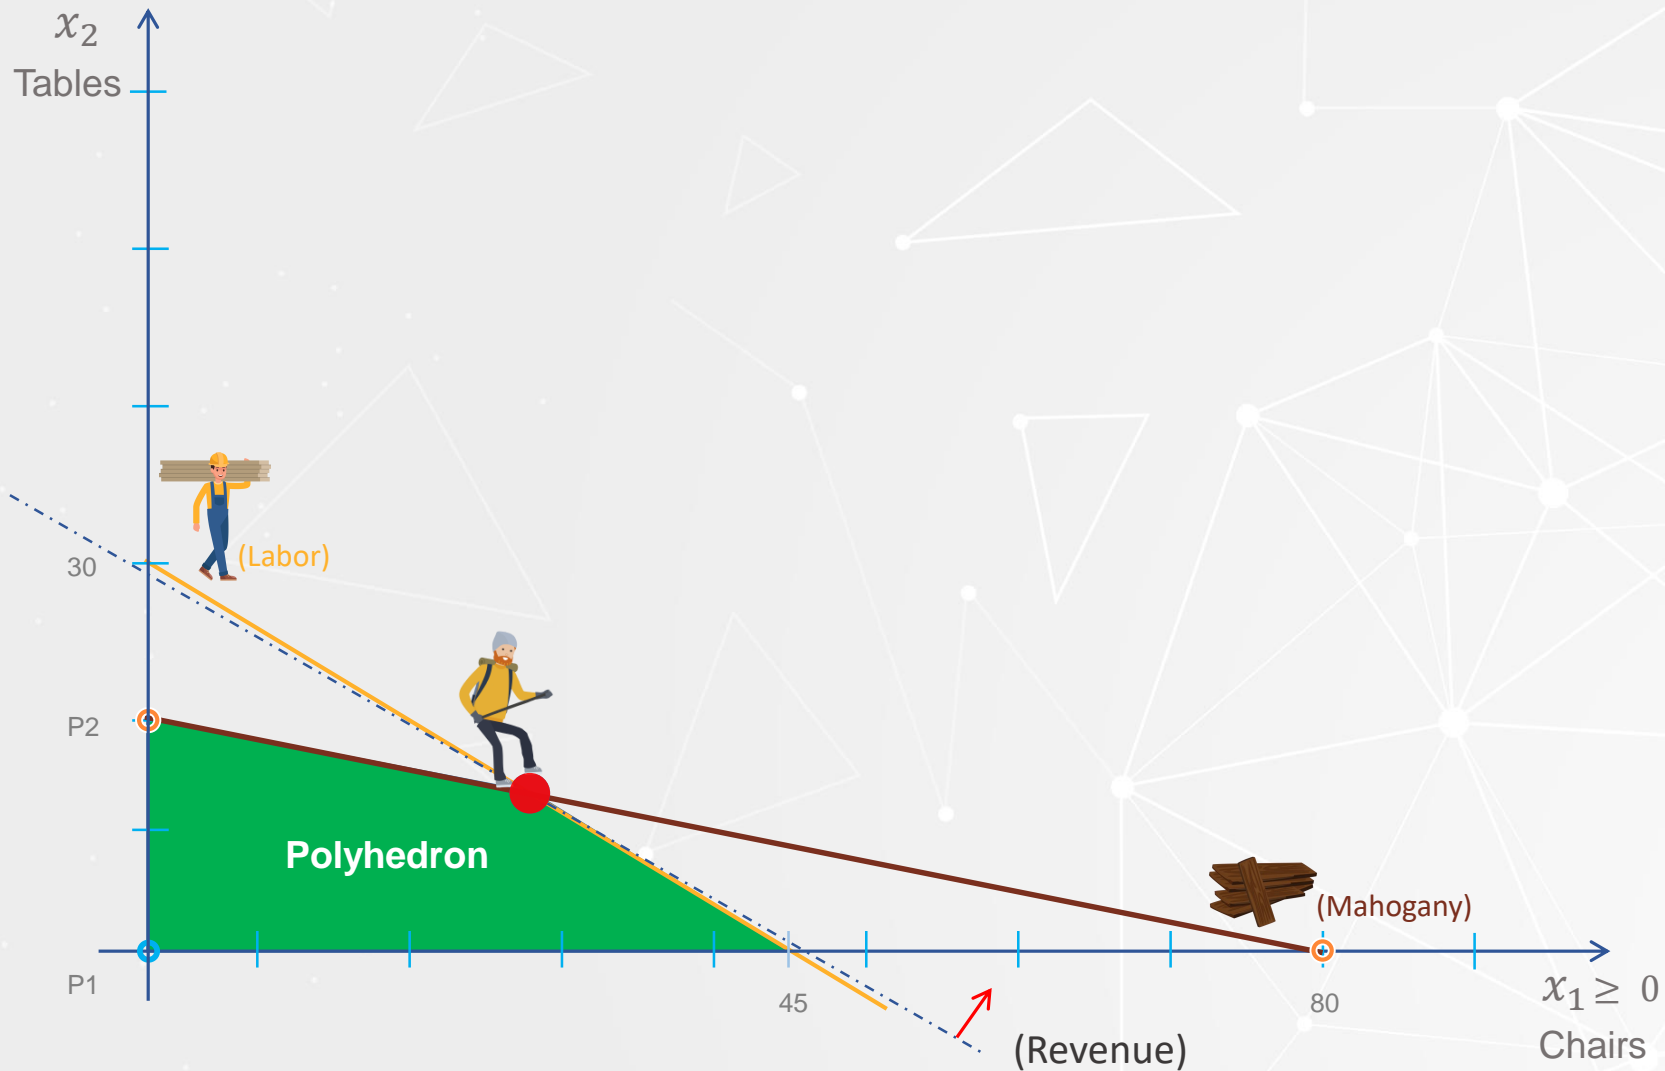 x₂
Tables
30
(Labor)
P2
Polyhedron
(Mahogany)
P1
45
80
x₁ ≥ 0
(Revenue)
Chairs